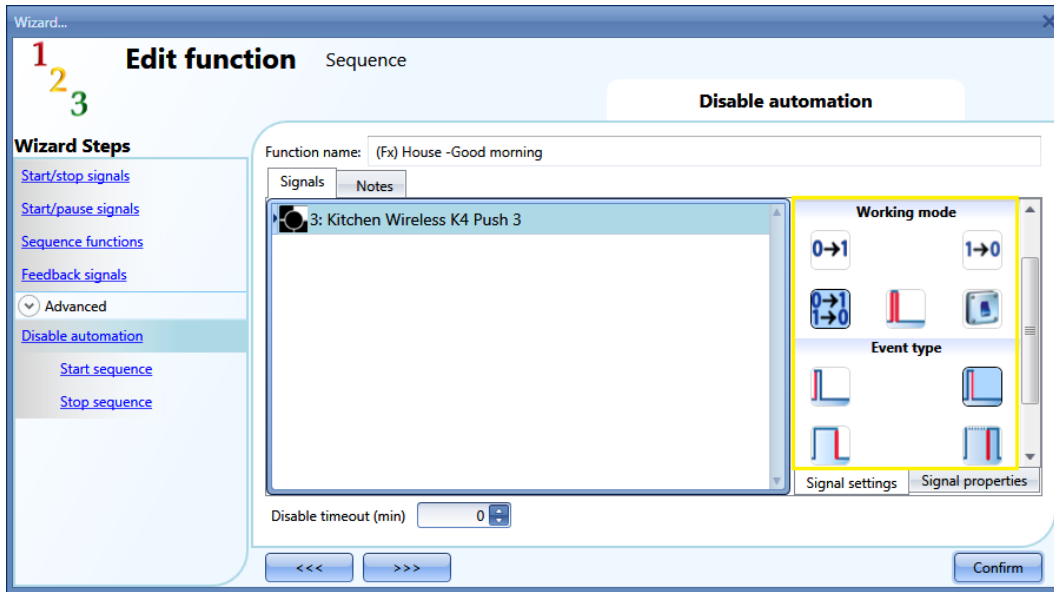 Wizard...
1
2
3
Edit function Sequence
Disable automation
Wizard Steps
Start/stop signals
Start/pause signals
Sequence functions
Feedback signals
Advanced
Disable automation
Start sequence
Stop sequence
Function name: (Fx) House -Good morning
Signals Notes
3: Kitchen Wireless K4 Push 3
Working mode
0→1 1→0
0→1
1→0
Event type
Signal settings Signal properties
Disable timeout (min) 0
<<< >>> Confirm